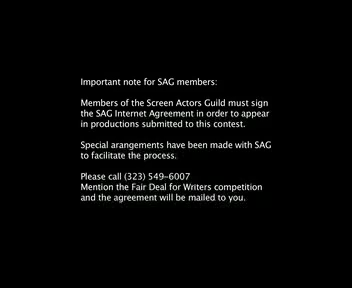 Important note for SAG members:
Members of the Screen Actors Guild must sign
the SAG Internet Agreement in order to appear
in productions submitted to this contest.
Special arangements have been made with SAG
to facilitate the process.
Please call (323) 549-6007
Mention the Fair Deal for Writers competition
and the agreement will be mailed to you.